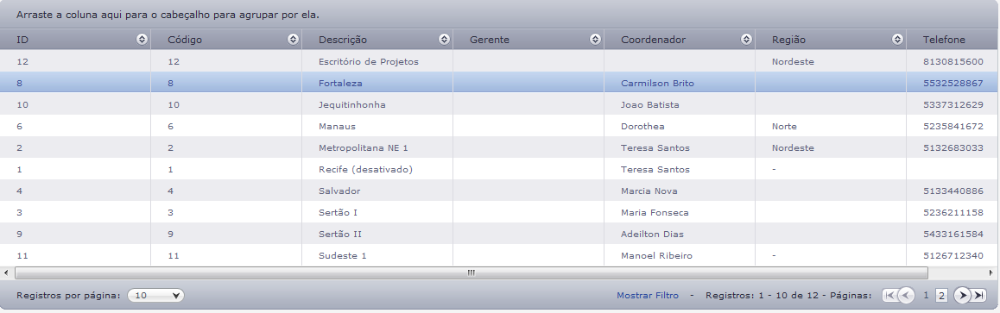 Arraste a coluna aqui para o cabeçalho para agrupar por ela.
ID Código Descrição Gerente Coordenador Região Telefone
12 12 Escritório de Projetos Nordeste 8130815600
8 8 Fortaleza Carmilson Brito 5532528867
10 10 Jequitinhonha Joao Batista 5337312629
6 6 Manaus Dorothea Norte 5235841672
2 2 Metropolitana NE 1 Teresa Santos Nordeste 5132683033
1 1 Recife (desativado) Teresa Santos -
4 4 Salvador Marcia Nova 5133440886
3 3 Sertão I Maria Fonseca 5236211158
9 9 Sertão II Adeilton Dias 5433161584
11 11 Sudeste 1 Manoel Ribeiro - 5126712340
Registros por página: 10 Mostrar Filtro - Registros: 1 - 10 de 12 - Páginas: 1 2